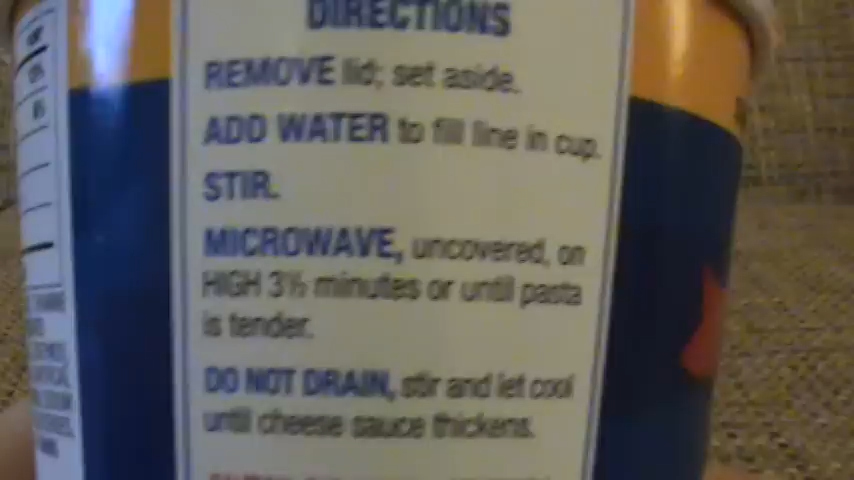 DIRECTIONS
REMOVE lid; set aside.
ADD WATER to fill line in cup.
STIR.
MICROWAVE, uncovered, on
HIGH 3½ minutes or until pasta
is tender.
DO NOT DRAIN, stir and let cool
until cheese sauce thickens.